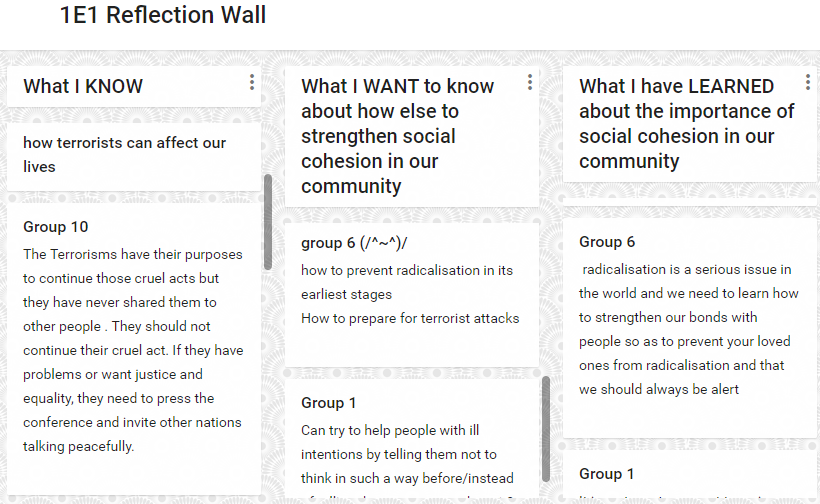 1E1 Reflection Wall
What I KNOW
how terrorists can affect our
lives
Group 10
The Terrorisms have their purposes
to continue those cruel acts but
they have never shared them to
other people . They should not
continue their cruel act. If they have
problems or want justice and
equality, they need to press the
conference and invite other nations
talking peacefully.
What I WANT to know
about how else to
strengthen social
cohesion in our
community
group 6 (/^~^)/
how to prevent radicalisation in its
earliest stages
How to prepare for terrorist attacks
Group 1
Can try to help people with ill
intentions by telling them not to
think in such a way before/instead
What I have LEARNED
about the importance of
social cohesion in our
community
Group 6
radicalisation is a serious issue in
the world and we need to learn how
to strengthen our bonds with
people so as to prevent your loved
ones from radicalisation and that
we should always be alert
Group 1